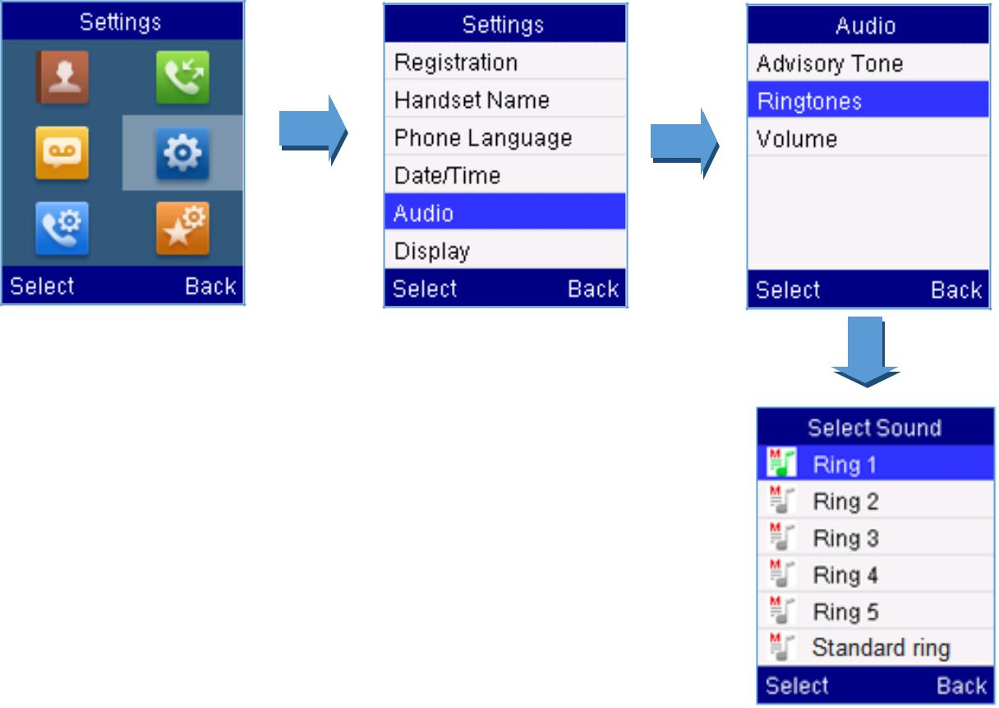 Settings
Select Back
Settings
Registration
Handset Name
Phone Language
Date/Time
Audio
Display
Select Back
Audio
Advisory Tone
Ringtones
Volume
Select Back
Select Sound
M Ring 1
M Ring 2
M Ring 3
M Ring 4
M Ring 5
M Standard ring
Select Back